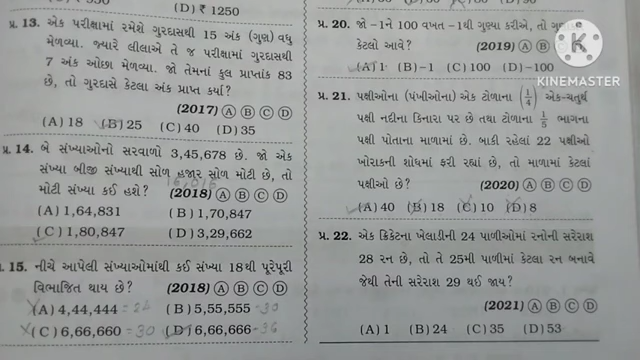 (D) ₹ 1250
પ્ર. 13. એક પરીક્ષામાં રમેશે ગુરદાસથી 15 અંક (ગુણ) વધુ
મેળવ્યા. જ્યારે લીલાએ તે જ પરીક્ષામાં ગુરદાસથી
7 અંક ઓછા મેળવ્યા. જો તેમનાં કુલ પ્રાપ્તાંક 83
છે, તો ગુરદાસે કેટલા અંક પ્રાપ્ત કર્યા?
(2017) Ⓐ Ⓑ Ⓒ Ⓓ
(A) 18 (B) 25 (C) 40 (D) 35
પ્ર. 14. બે સંખ્યાઓનો સરવાળો 3,45,678 છે. જો એક
સંખ્યા બીજી સંખ્યાથી સોળ હજાર સોળ મોટી છે, તો
મોટી સંખ્યા કઈ હશે? 16,016 (2018) Ⓐ Ⓑ Ⓒ Ⓓ
(A) 1,64,831 (B) 1,70,847
(C) 1,80,847 (D) 3,29,662
પ્ર. 15. નીચે આપેલી સંખ્યાઓમાંથી કઈ સંખ્યા 18થી પૂરેપૂરી
વિભાજિત થાય છે? (2018) Ⓐ Ⓑ Ⓒ Ⓓ
(A) 4,44,444 = 24 (B) 5,55,555 = 30
(C) 6,66,660 = 30 (D) 6,66,666 = 36
પ્ર. 20. જો -1ને 100 વખત -1થી ગુણ્યા કરીએ, તો
કેટલો આવે? (2019) Ⓐ Ⓑ
(A) 1 (B) -1 (C) 100 (D) -100
KINEMASTER
પ્ર. 21. પક્ષીઓના (પંખીઓના) એક ટોળાના (1/4) એક-ચતુર્થ
પક્ષી નદીના કિનારા પર છે તથા ટોળાના 1/5 ભાગના
પક્ષી પોતાના માળામાં છે. બાકી રહેલાં 22 પક્ષીઓ
ખોરાકની શોધમાં ફરી રહ્યાં છે, તો માળામાં કેટલાં
પક્ષીઓ છે? (2020) Ⓐ Ⓑ Ⓒ Ⓓ
(A) 40 (B) 18 (C) 10 (D) 8
પ્ર. 22. એક ક્રિકેટના ખેલાડીની 24 પાળીઓમાં રનોની સરેરાશ
28 રન છે, તો તે 25મી પાળીમાં કેટલા રન બનાવે
જેથી તેની સરેરાશ 29 થઈ જાય?
(2021) Ⓐ Ⓑ Ⓒ Ⓓ
(A) 1 (B) 24 (C) 35 (D) 53